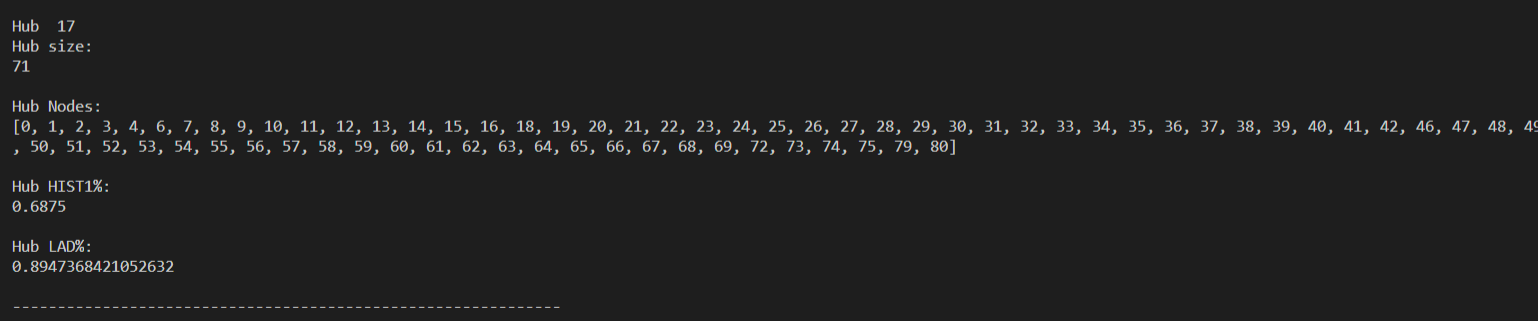 Hub  17
Hub size:
71
Hub Nodes:
[0, 1, 2, 3, 4, 6, 7, 8, 9, 10, 11, 12, 13, 14, 15, 16, 18, 19, 20, 21, 22, 23, 24, 25, 26, 27, 28, 29, 30, 31, 32, 33, 34, 35, 36, 37, 38, 39, 40, 41, 42, 46, 47, 48, 49
, 50, 51, 52, 53, 54, 55, 56, 57, 58, 59, 60, 61, 62, 63, 64, 65, 66, 67, 68, 69, 72, 73, 74, 75, 79, 80]
Hub HIST1%:
0.6875
Hub LAD%:
0.8947368421052632
-------------------------------------------------------------